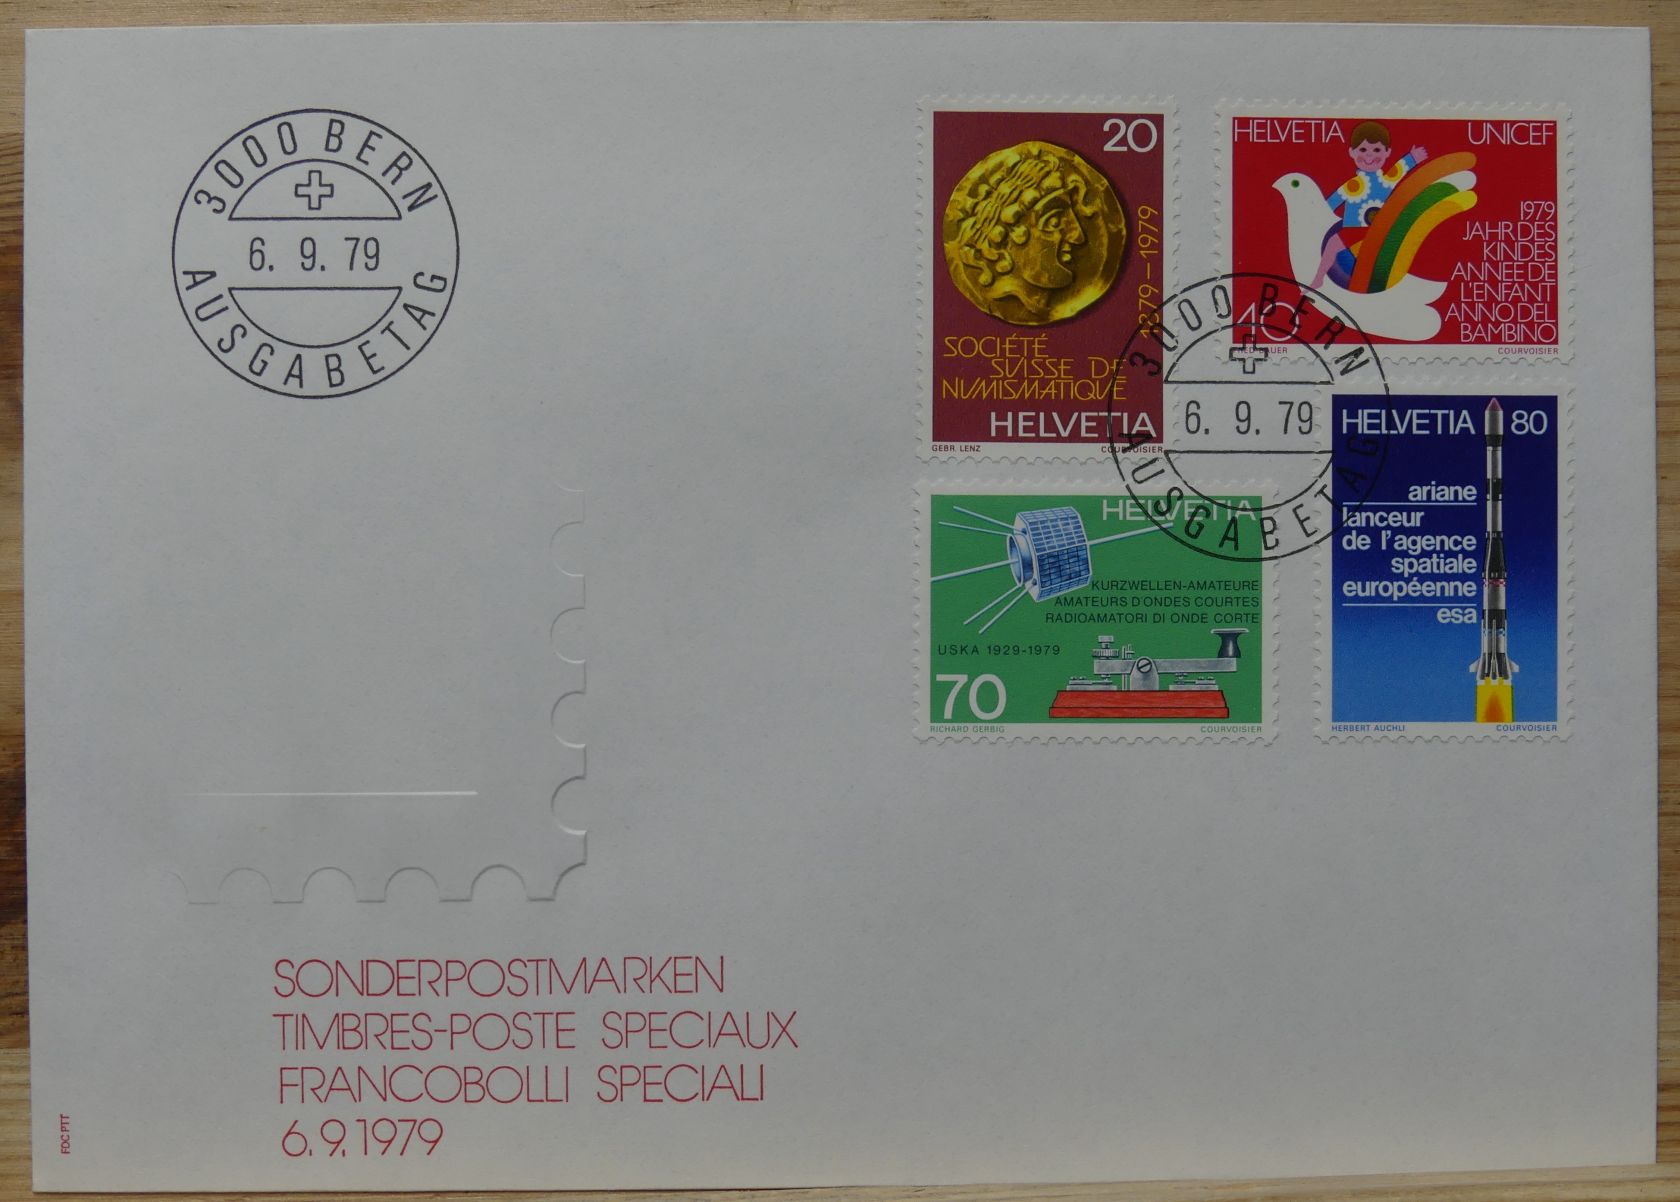 3000 BERN
6. 9. 79
AUSGABETAG
20
1879-1979
SOCIÉTÉ
SUISSE DE
NUMISMATIQUE
HELVETIA
GEBR. LENZ COURVOISIER
HELVETIA UNICEF
1979
JAHR DES
KINDES
ANNEE DE
L'ENFANT
ANNO DEL
BAMBINO
40
FRED BAUER COURVOISIER
3000 BERN
6. 9. 79
AUSGABETAG
HELVETIA
KURZWELLEN-AMATEURE
AMATEURS D'ONDES COURTES
RADIOAMATORI DI ONDE CORTE
USKA 1929-1979
70
RICHARD GERBIG COURVOISIER
HELVETIA 80
ariane
lanceur
de l'agence
spatiale
européenne
esa
HERBERT AUCHLI COURVOISIER
SONDERPOSTMARKEN
TIMBRES-POSTE SPECIAUX
FRANCOBOLLI SPECIALI
6.9.1979
FDC PTT